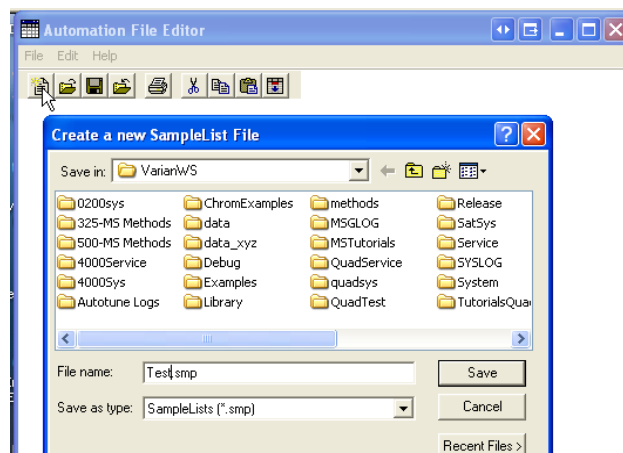 Automation File Editor
File Edit Help
Create a new SampleList File
Save in: VarianWS
0200sys ChromExamples methods Release
325-MS Methods data MSGLOG SatSys
500-MS Methods data_xyz MSTutorials Service
4000Service Debug QuadService SYSLOG
4000Sys Examples quadsys System
Autotune Logs Library QuadTest TutorialsQua
File name: Test.smp Save
Save as type: SampleLists (*.smp) Cancel
Recent Files >